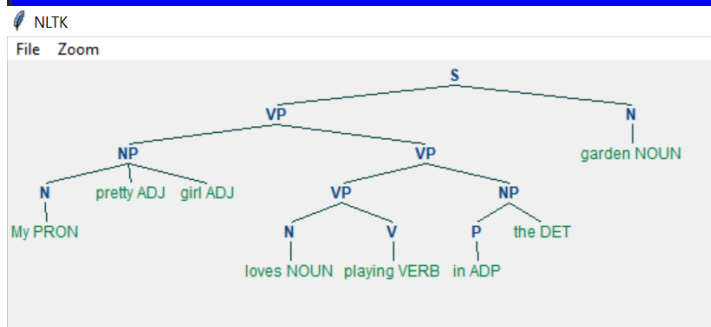 NLTK
File Zoom
S
VP N
NP VP garden NOUN
N pretty ADJ girl ADJ VP NP
My PRON N V P the DET
loves NOUN playing VERB in ADP